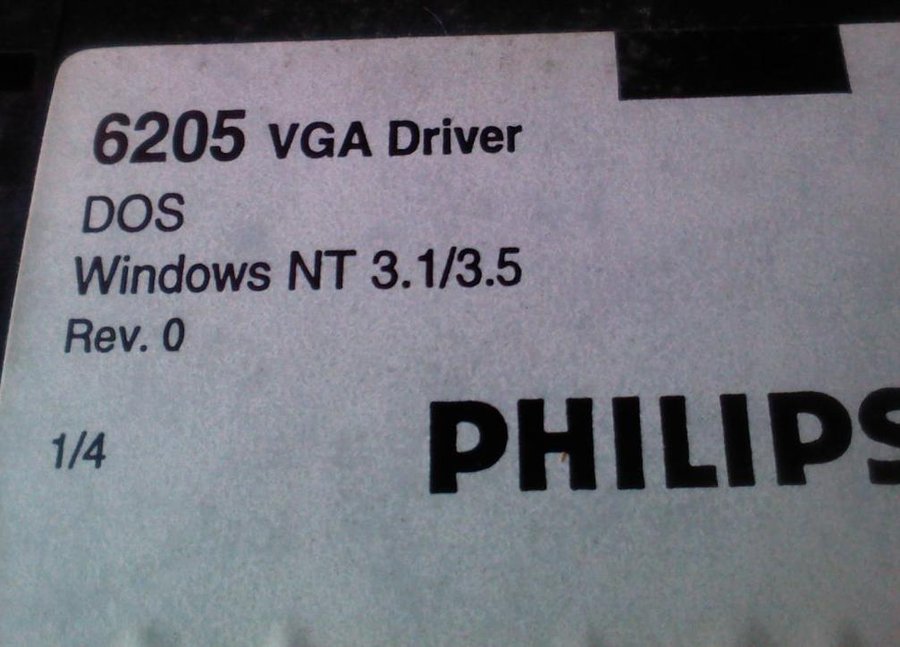 6205 VGA Driver
DOS
Windows NT 3.1/3.5
Rev. 0
1/4
PHILIPS